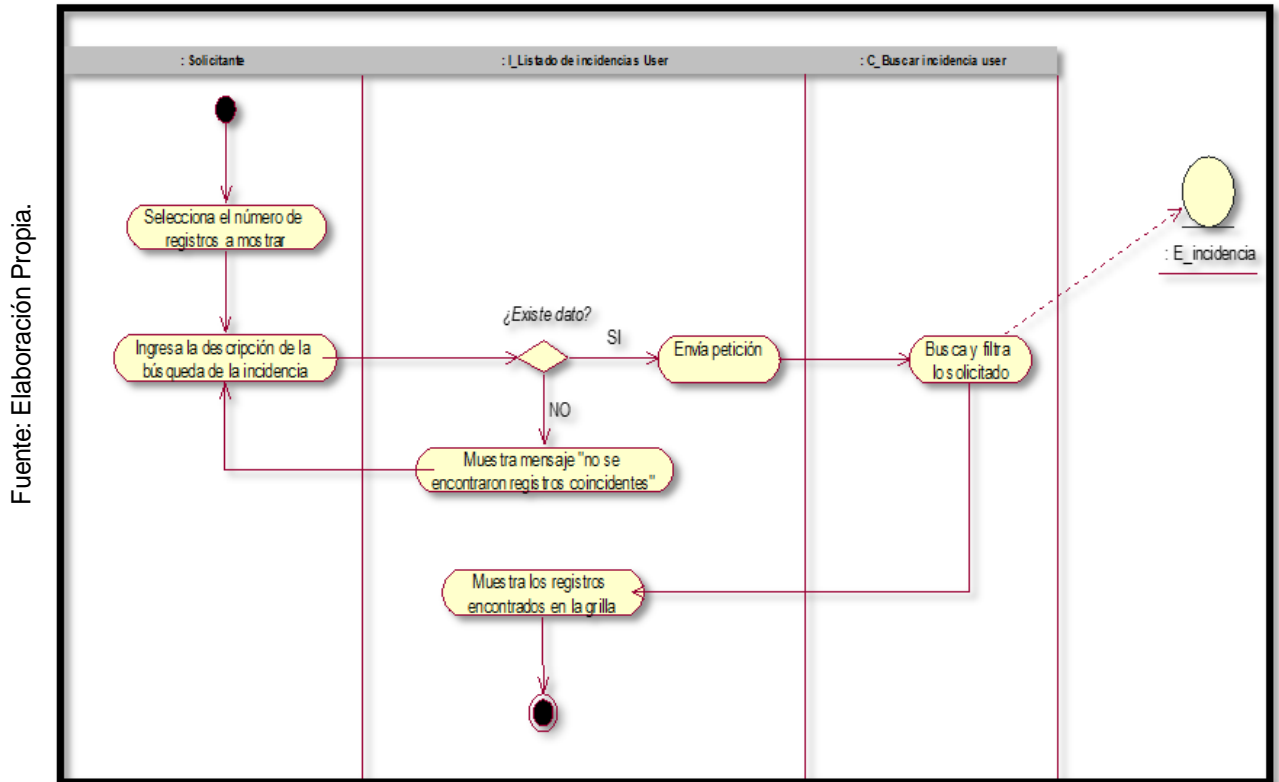 : Solicitante
: I_Listado de incidencias User
: C_Buscar incidencia user
Selecciona el número de
registros a mostrar
Ingresa la descripción de la
búsqueda de la incidencia
¿Existe dato?
SI
NO
Envía petición
Busca y filtra
lo solicitado
: E_incidencia
Muestra mensaje "no se
encontraron registros coincidentes"
Muestra los registros
encontrados en la grilla
Fuente: Elaboración Propia.